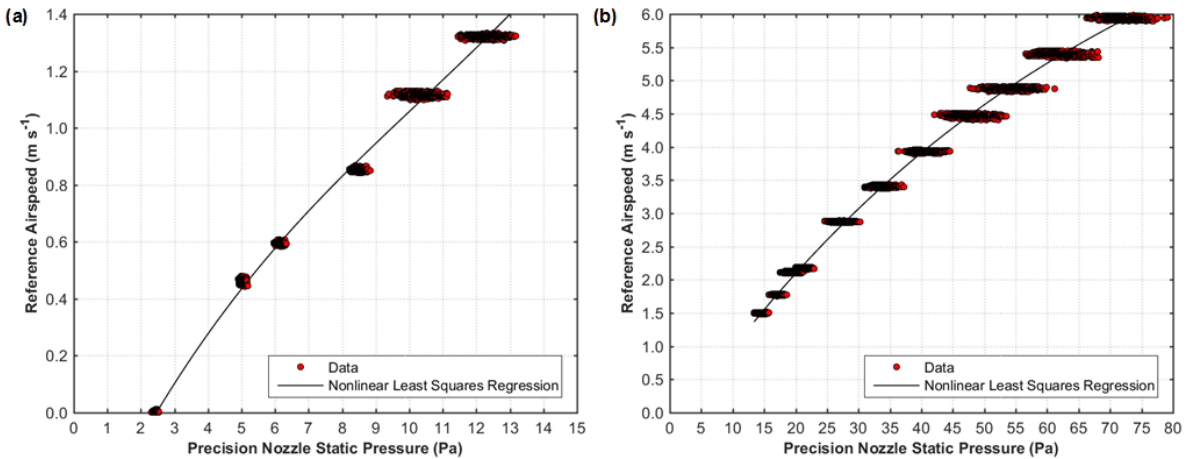 (a)
1.4
1.2
1.0
0.8
0.6
0.4
0.2
0.0
Reference Airspeed (m s-1)
Data
Nonlinear Least Squares Regression
0 1 2 3 4 5 6 7 8 9 10 11 12 13 14 15
Precision Nozzle Static Pressure (Pa)
(b)
6.0
5.5
5.0
4.5
4.0
3.5
3.0
2.5
2.0
1.5
1.0
0.5
0.0
Reference Airspeed (m s-1)
Data
Nonlinear Least Squares Regression
0 5 10 15 20 25 30 35 40 45 50 55 60 65 70 75 80
Precision Nozzle Static Pressure (Pa)